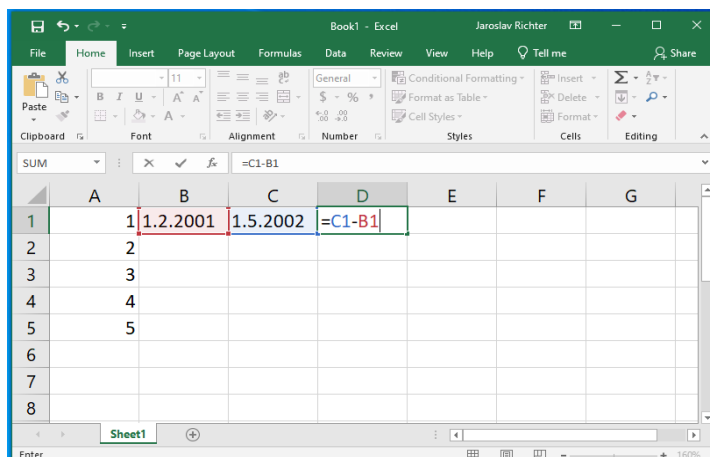 Book1 - Excel Jaroslav Richter
File Home Insert Page Layout Formulas Data Review View Help Tell me Share
Paste
11 A A
B I U A
ab
General
$ - % ,
Conditional Formatting
Format as Table
Cell Styles
Insert
Delete
Format
Clipboard Font Alignment Number Styles Cells Editing
SUM fx =C1-B1
A B C D E F G
1 1 1.2.2001 1.5.2002 =C1-B1
2 2
3 3
4 4
5 5
6
7
8
Sheet1
Enter 160%